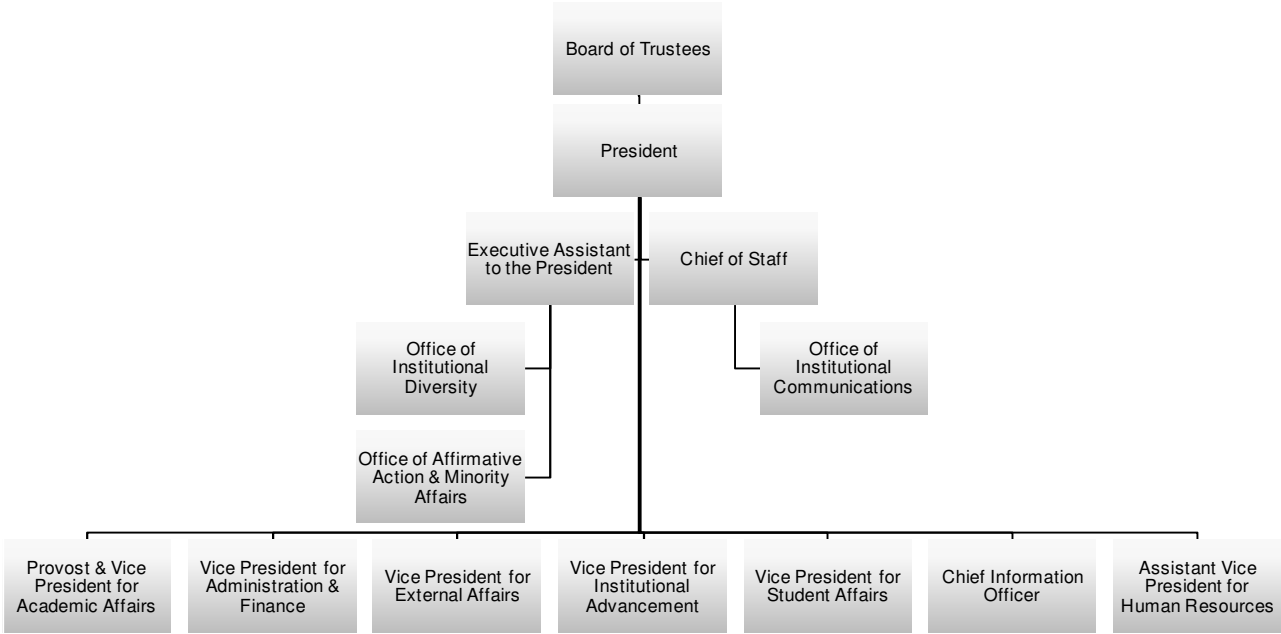 Board of Trustees
President
Executive Assistant
to the President
Chief of Staff
Office of
Institutional
Diversity
Office of
Institutional
Communications
Office of Affirmative
Action & Minority
Affairs
Provost & Vice
President for
Academic Affairs
Vice President for
Administration &
Finance
Vice President for
External Affairs
Vice President for
Institutional
Advancement
Vice President for
Student Affairs
Chief Information
Officer
Assistant Vice
President for
Human Resources